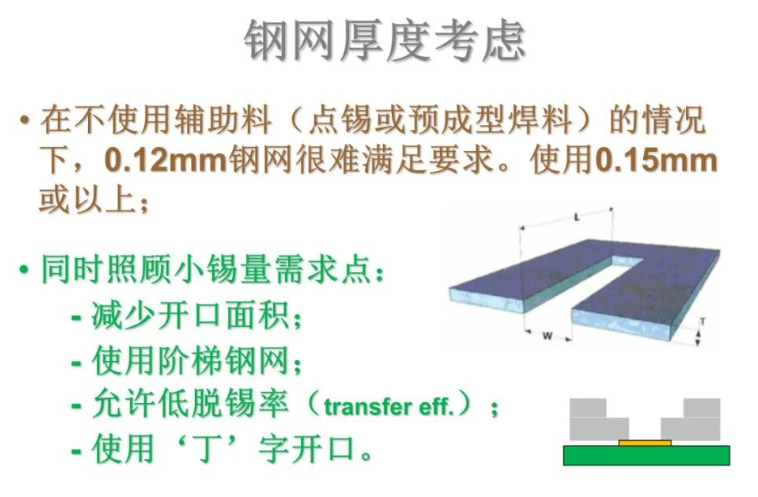 钢网厚度考虑
• 在不使用辅助料（点锡或预成型焊料）的情况
下，0.12mm钢网很难满足要求。使用0.15mm
或以上；
L
• 同时照顾小锡量需求点：
- 减少开口面积；
T
W
- 使用阶梯钢网；
- 允许低脱锡率（transfer eff.）；
- 使用‘丁’字开口。